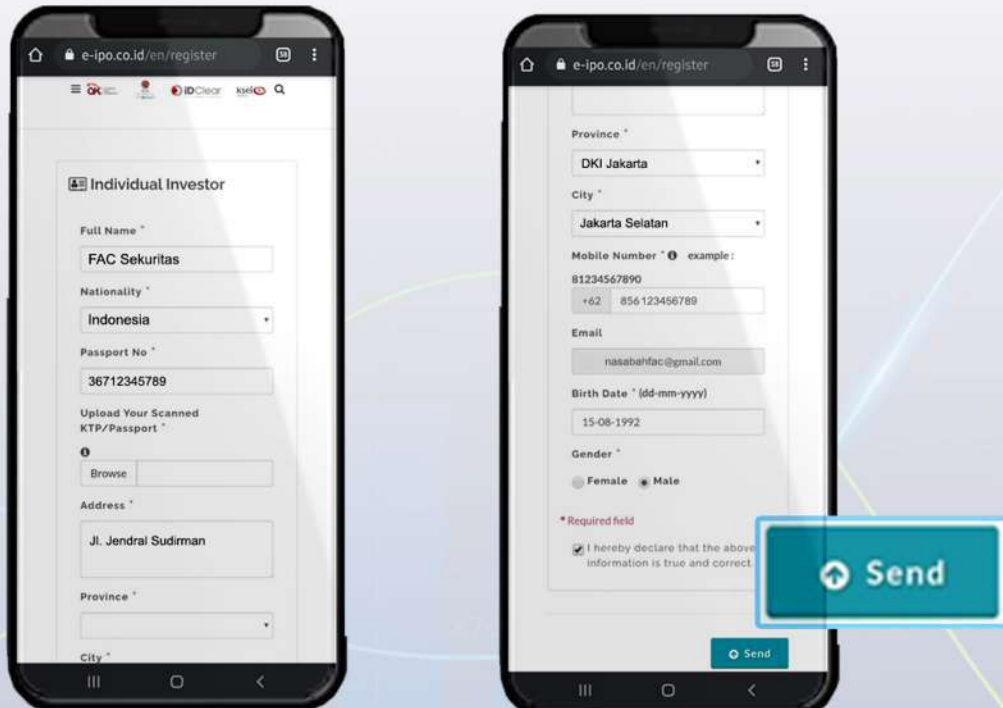 e-ipo.co.id/en/register
iDClear ksei
Individual Investor
Full Name *
FAC Sekuritas
Nationality *
Indonesia
Passport No *
36712345789
Upload Your Scanned
KTP/Passport *
Browse
Address *
Jl. Jendral Sudirman
Province *
City *
e-ipo.co.id/en/register
Province *
DKI Jakarta
City *
Jakarta Selatan
Mobile Number * example :
81234567890
+62 856123456789
Email
nasabahfac@gmail.com
Birth Date * (dd-mm-yyyy)
15-08-1992
Gender *
Female Male
* Required field
I hereby declare that the above
information is true and correct.
Send
Send